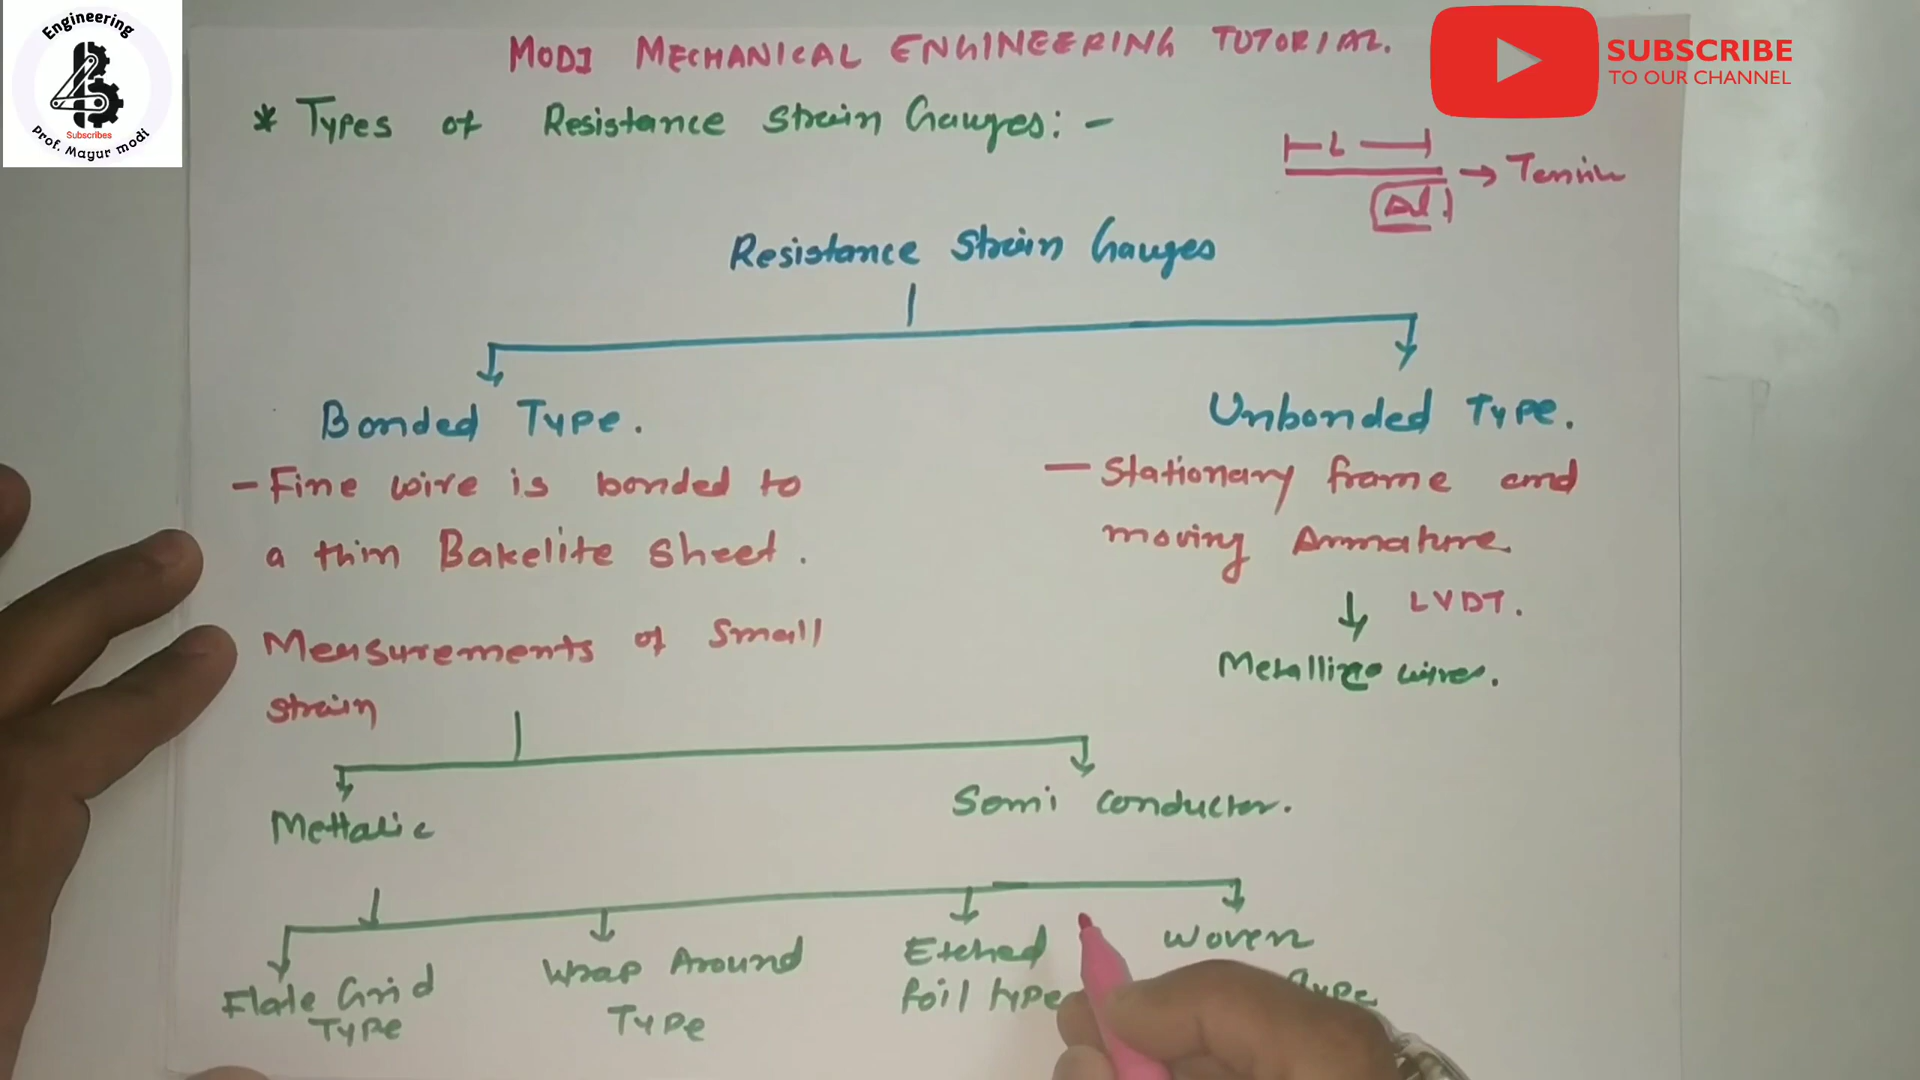 Engineering
Subscribes
Prof. Mayur modi
SUBSCRIBE
TO OUR CHANNEL
MODI MECHANICAL ENGINEERING TUTORIAL.
* Types of Resistance Strain Gauges: -
L
Δl
→ Tensile
Resistance Strain Gauges
Bonded Type.
Unbonded Type.
- Fine wire is bonded to
a thin Bakelite Sheet.
Measurements of Small
strain
- Stationary frame and
moving Armature
LVDT.
Metallic wires.
Mettalic
Semi conductor.
Flate Grid
Type
Wrap Around
Type
Etched
foil type
Woven
Type